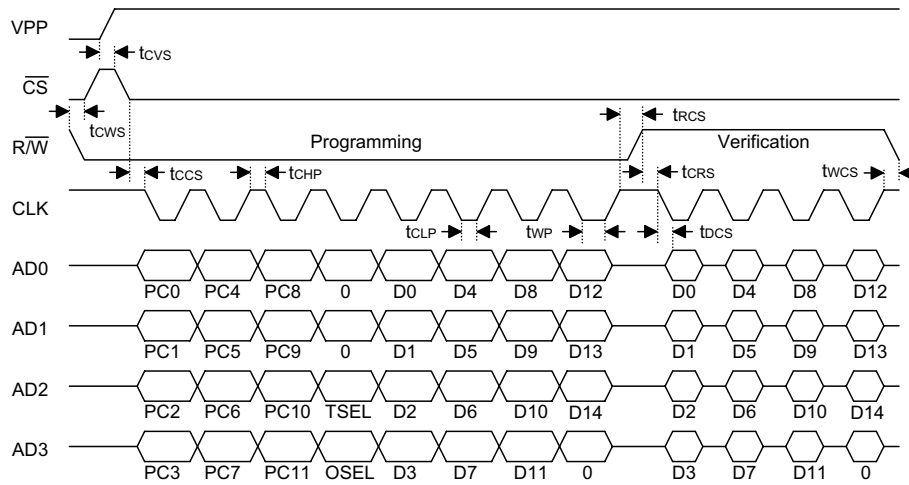 VPP
tCVS
CS
tCWS
tRCS
R/W
Programming
Verification
tCCS
tCHP
tCRS
tWCS
CLK
tCLP
tWP
tDCS
AD0
PC0 PC4 PC8 0 D0 D4 D8 D12 D0 D4 D8 D12
AD1
PC1 PC5 PC9 0 D1 D5 D9 D13 D1 D5 D9 D13
AD2
PC2 PC6 PC10 TSEL D2 D6 D10 D14 D2 D6 D10 D14
AD3
PC3 PC7 PC11 OSEL D3 D7 D11 0 D3 D7 D11 0